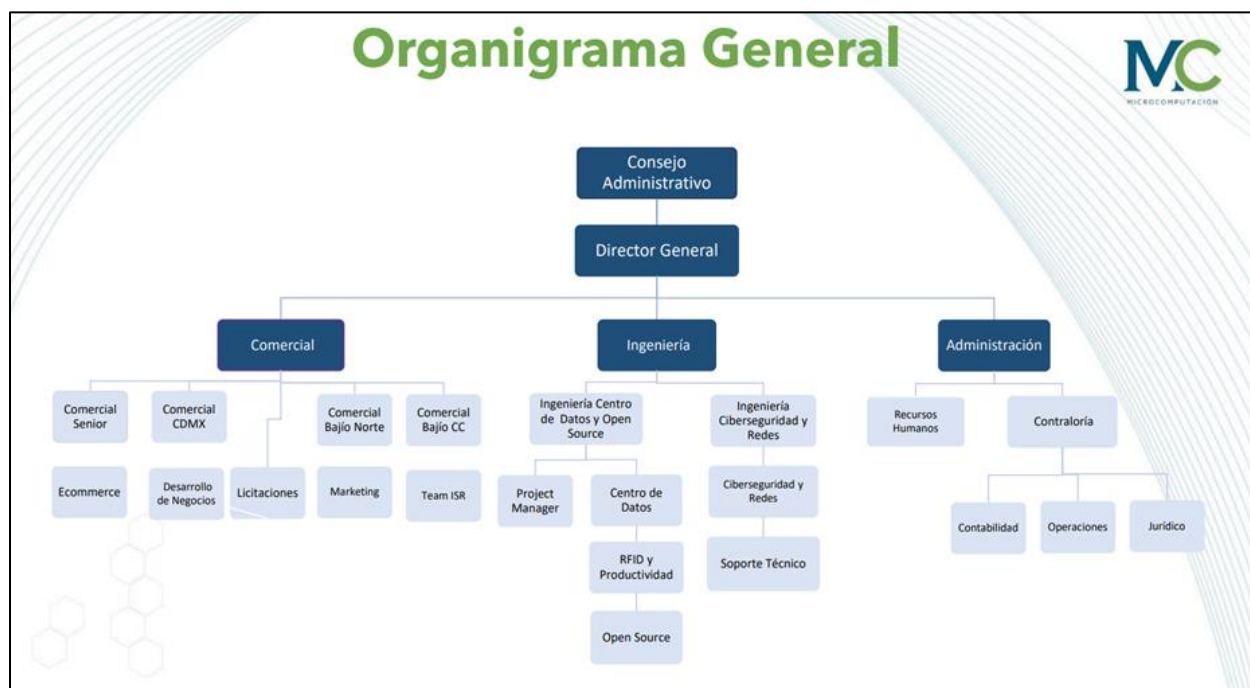 Organigrama General
MC
MICROCOMPUTACIÓN
Consejo
Administrativo
Director General
Comercial
Ingeniería
Administración
Comercial
Senior
Comercial
CDMX
Comercial
Bajío Norte
Comercial
Bajío CC
Ingeniería Centro
de Datos y Open
Source
Ingeniería
Ciberseguridad y
Redes
Recursos
Humanos
Contraloría
Ecommerce
Desarrollo
de Negocios
Licitaciones
Marketing
Team ISR
Project
Manager
Centro de
Datos
Ciberseguridad y
Redes
Contabilidad
Operaciones
Jurídico
RFID y
Productividad
Soporte Técnico
Open Source